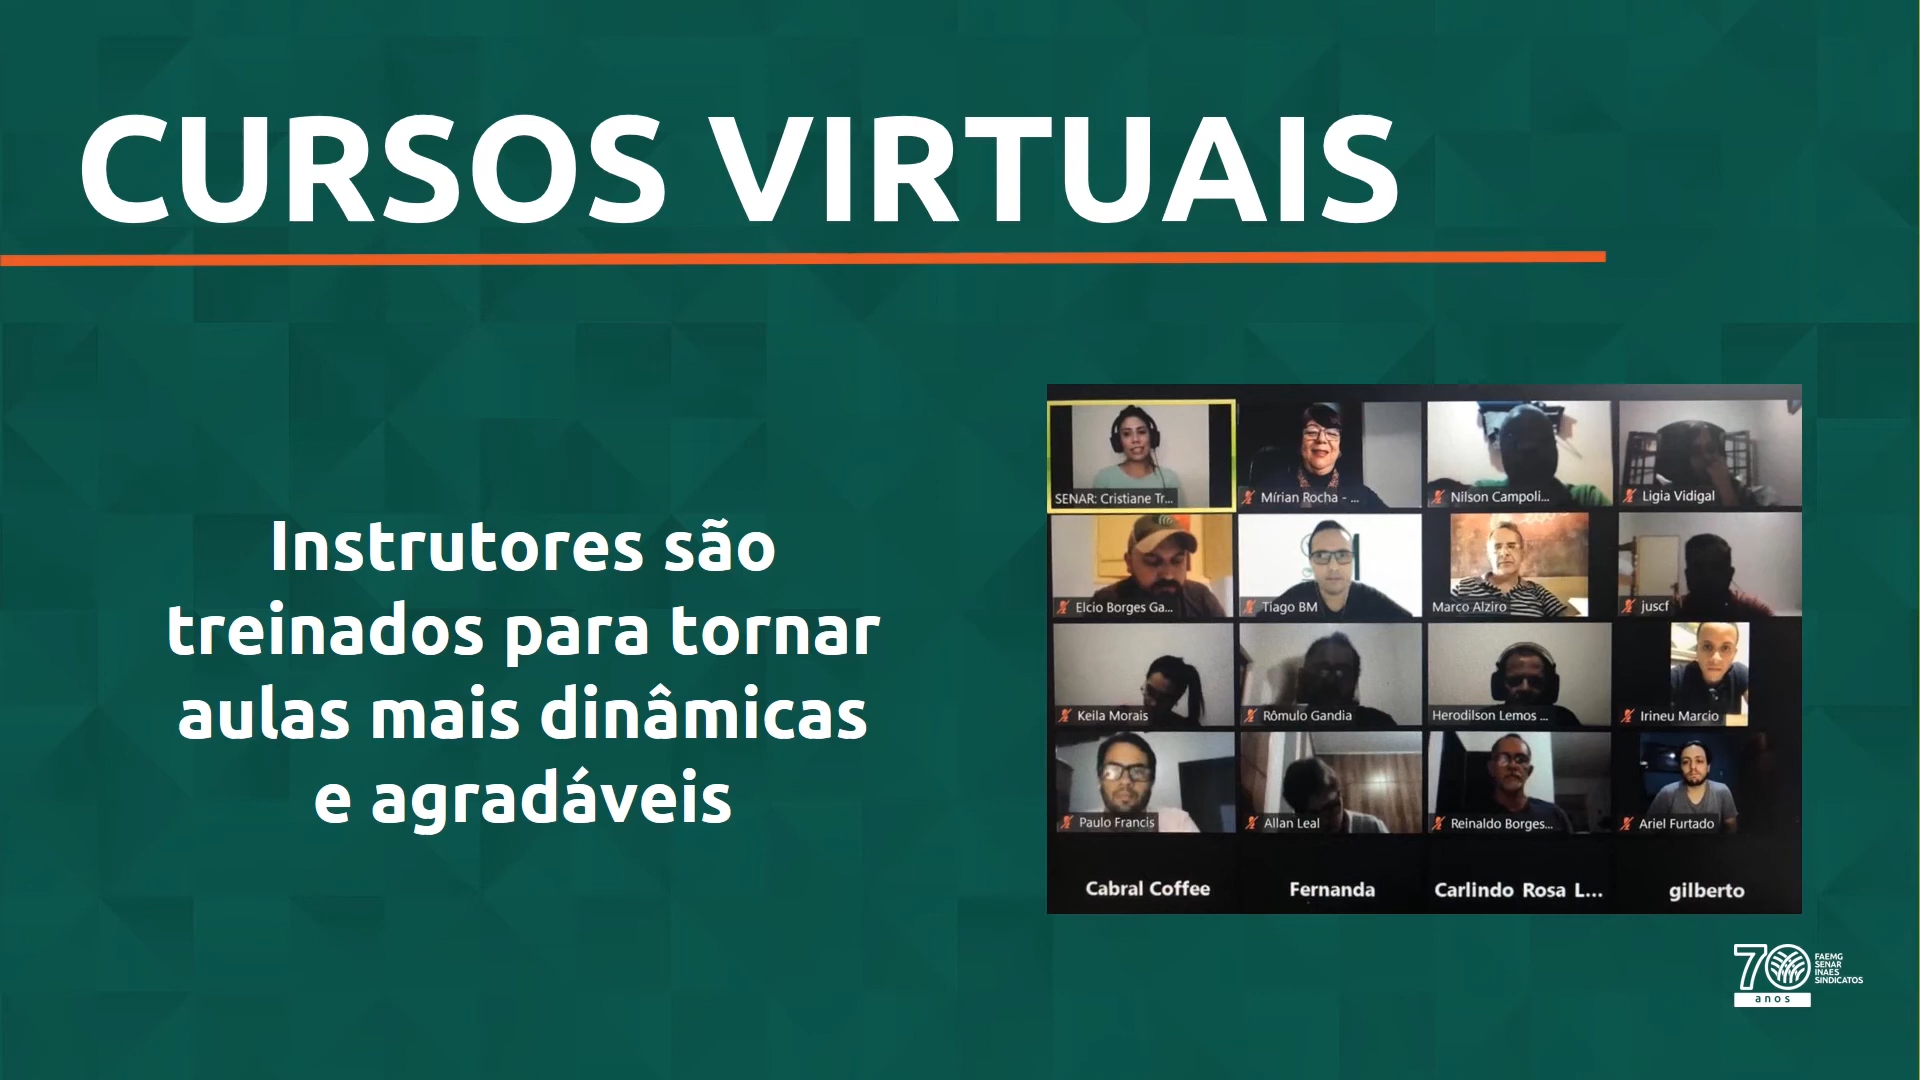 CURSOS VIRTUAIS
Instrutores são
treinados para tornar
aulas mais dinâmicas
e agradáveis
SENAR: Cristiane Tr...
Mírian Rocha - ...
Nilson Campoli...
Ligia Vidigal
Elcio Borges Ga...
Tiago BM
Marco Alziro
juscf
Keila Morais
Rômulo Gandia
Herodilson Lemos ...
Irineu Marcio
Paulo Francis
Allan Leal
Reinaldo Borges...
Ariel Furtado
Cabral Coffee
Fernanda
Carlindo Rosa L...
gilberto
70
anos
FAEMG
SENAR
INAES
SINDICATOS